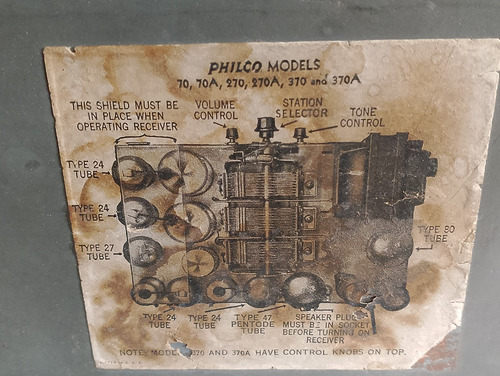 PHILCO MODELS
70, 70A, 270, 270A, 370 and 370A
THIS SHIELD MUST BE
IN PLACE WHEN
OPERATING RECEIVER
VOLUME
CONTROL
STATION
SELECTOR
TONE
CONTROL
TYPE 24
TUBE
TYPE 24
TUBE
TYPE 27
TUBE
TYPE 80
TUBE
TYPE 24
TUBE
TYPE 24
TUBE
TYPE 47
PENTODE
TUBE
SPEAKER PLUG
MUST BE IN SOCKET
BEFORE TURNING ON
RECEIVER
NOTE: MODELS 370 AND 370A HAVE CONTROL KNOBS ON TOP.